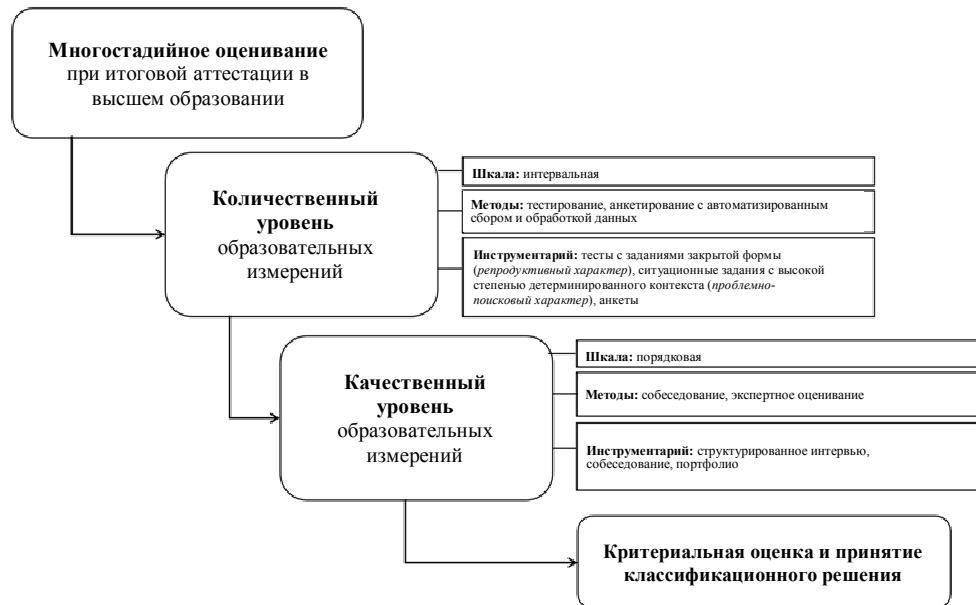 Многостадийное оценивание
при итоговой аттестации в
высшем образовании
Количественный
уровень
образовательных
измерений
Шкала: интервальная
Методы: тестирование, анкетирование с автоматизированным
сбором и обработкой данных
Инструментарий: тесты с заданиями закрытой формы
(репродуктивный характер), ситуационные задания с высокой
степенью детерминированного контекста (проблемно-
поисковый характер), анкеты
Качественный
уровень
образовательных
измерений
Шкала: порядковая
Методы: собеседование, экспертное оценивание
Инструментарий: структурированное интервью,
собеседование, портфолио
Критериальная оценка и принятие
классификационного решения